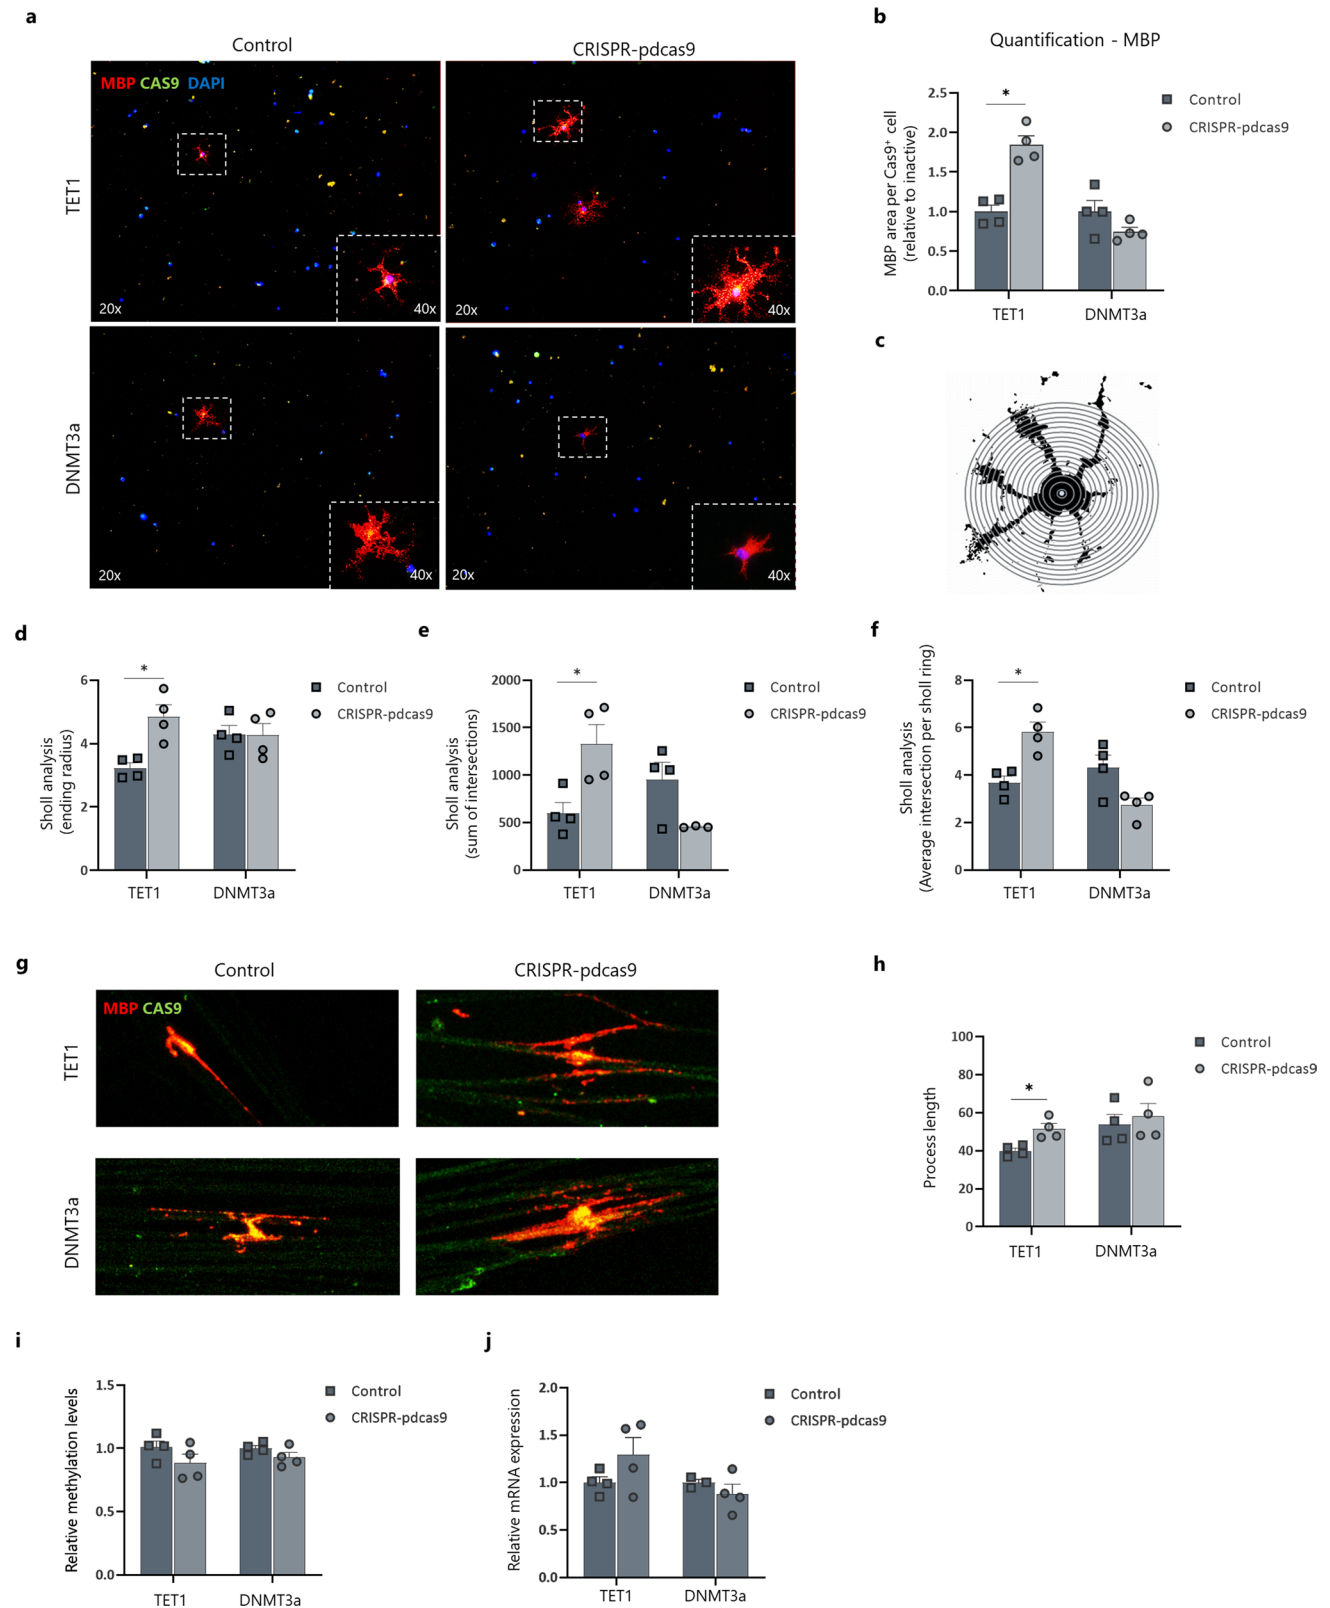 a
Control
CRISPR-pdcas9
MBP CAS9 DAPI
TET1
20x
40x
20x
40x
DNMT3a
20x
40x
20x
40x
b
Quantification - MBP
MBP area per Cas9⁺ cell
(relative to inactive)
2.5
2.0
1.5
1.0
0.5
0.0
*
TET1
DNMT3a
Control
CRISPR-pdcas9
c
d
Sholl analysis
(ending radius)
6
4
2
0
*
TET1
DNMT3a
Control
CRISPR-pdcas9
e
Sholl analysis
(sum of intersections)
2000
1500
1000
500
0
*
TET1
DNMT3a
Control
CRISPR-pdcas9
f
Sholl analysis
(Average intersection per sholl ring)
8
6
4
2
0
*
TET1
DNMT3a
Control
CRISPR-pdcas9
g
Control
CRISPR-pdcas9
MBP CAS9
TET1
DNMT3a
h
Process length
100
80
60
40
20
0
*
TET1
DNMT3a
Control
CRISPR-pdcas9
i
Relative methylation levels
1.5
1.0
0.5
0.0
TET1
DNMT3a
Control
CRISPR-pdcas9
j
Relative mRNA expression
2.0
1.5
1.0
0.5
0.0
TET1
DNMT3a
Control
CRISPR-pdcas9